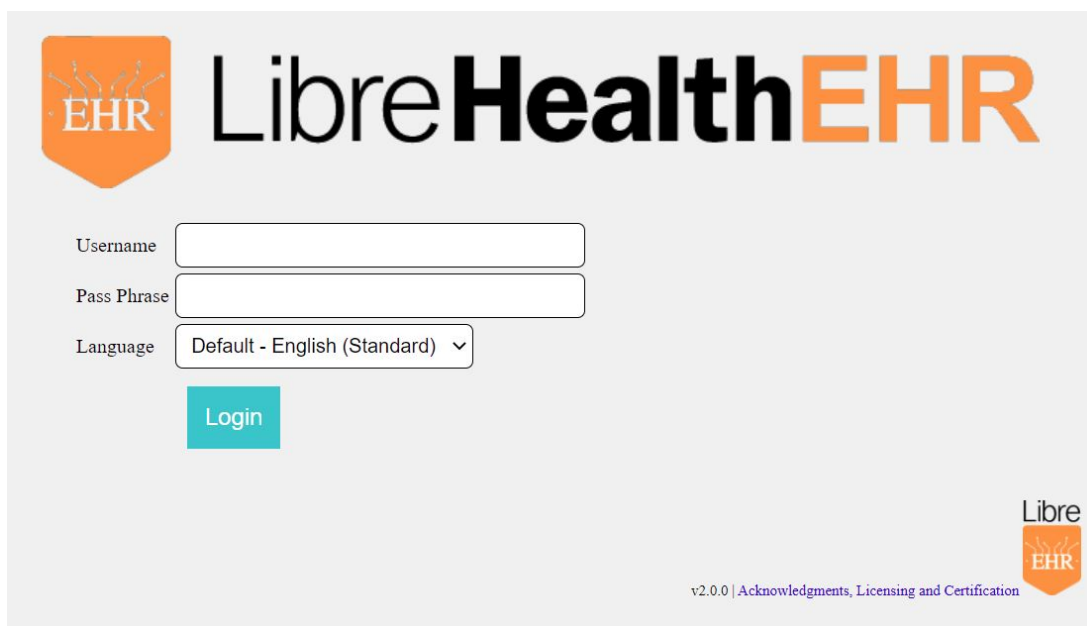 EHR
LibreHealthEHR
Username
Pass Phrase
Language
Default - English (Standard)
Login
Libre
EHR
v2.0.0 | Acknowledgments, Licensing and Certification